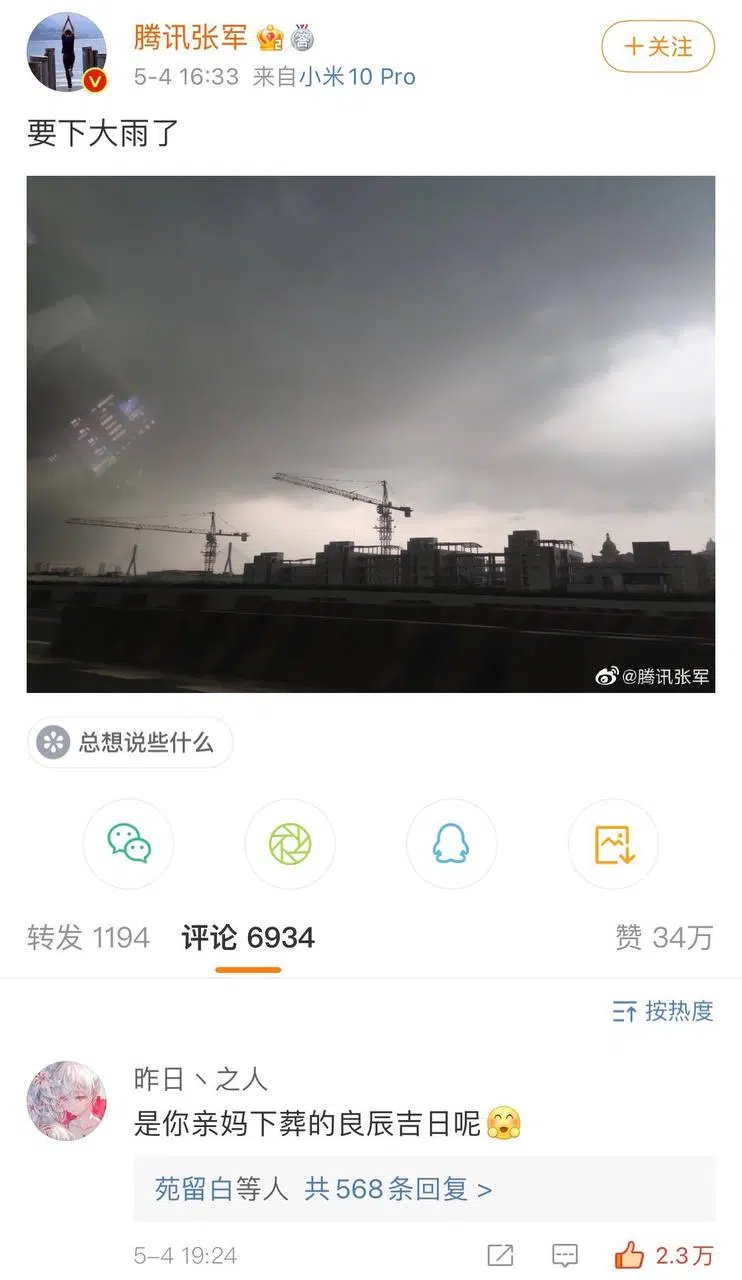 腾讯张军
+关注
5-4 16:33 来自小米10 Pro
要下大雨了
@腾讯张军
总想说些什么
转发 1194 评论 6934 赞 34万
按热度
昨日丶之人
是你亲妈下葬的良辰吉日呢
苑留白等人 共568条回复 >
5-4 19:24 2.3万